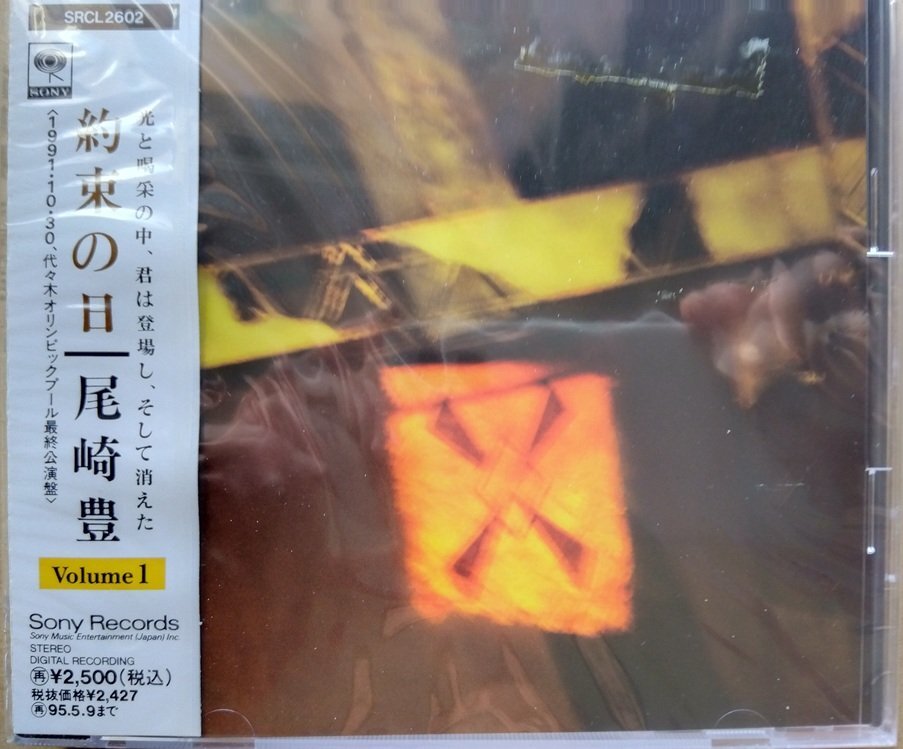 SRCL2602
SONY
光と喝采の中、君は登場し、そして消えた
約束の日 尾崎豊
〈1991・10・30、代々木オリンピックプール最終公演盤〉
Volume 1
Sony Records
Sony Music Entertainment (Japan) Inc.
STEREO
DIGITAL RECORDING
再¥2,500(税込)
税抜価格¥2,427
再95.5.9まで